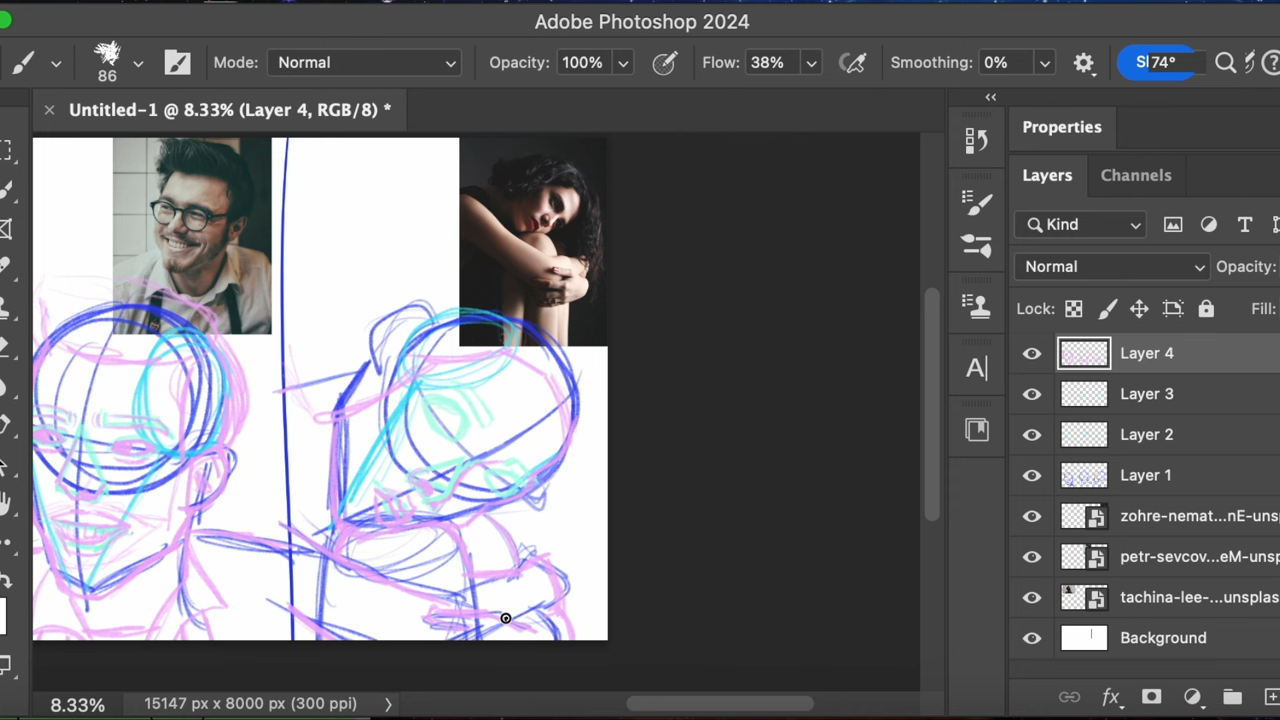 Adobe Photoshop 2024
86
Mode: Normal
Opacity: 100%
Flow: 38%
Smoothing: 0%
74°
Untitled-1 @ 8.33% (Layer 4, RGB/8) *
Properties
Layers
Channels
Kind
Normal
Opacity:
Lock:
Fill:
Layer 4
Layer 3
Layer 2
Layer 1
zohre-nemat...nE-uns
petr-sevcov...eM-unsp
tachina-lee-...unsplas
Background
8.33%
15147 px x 8000 px (300 ppi)